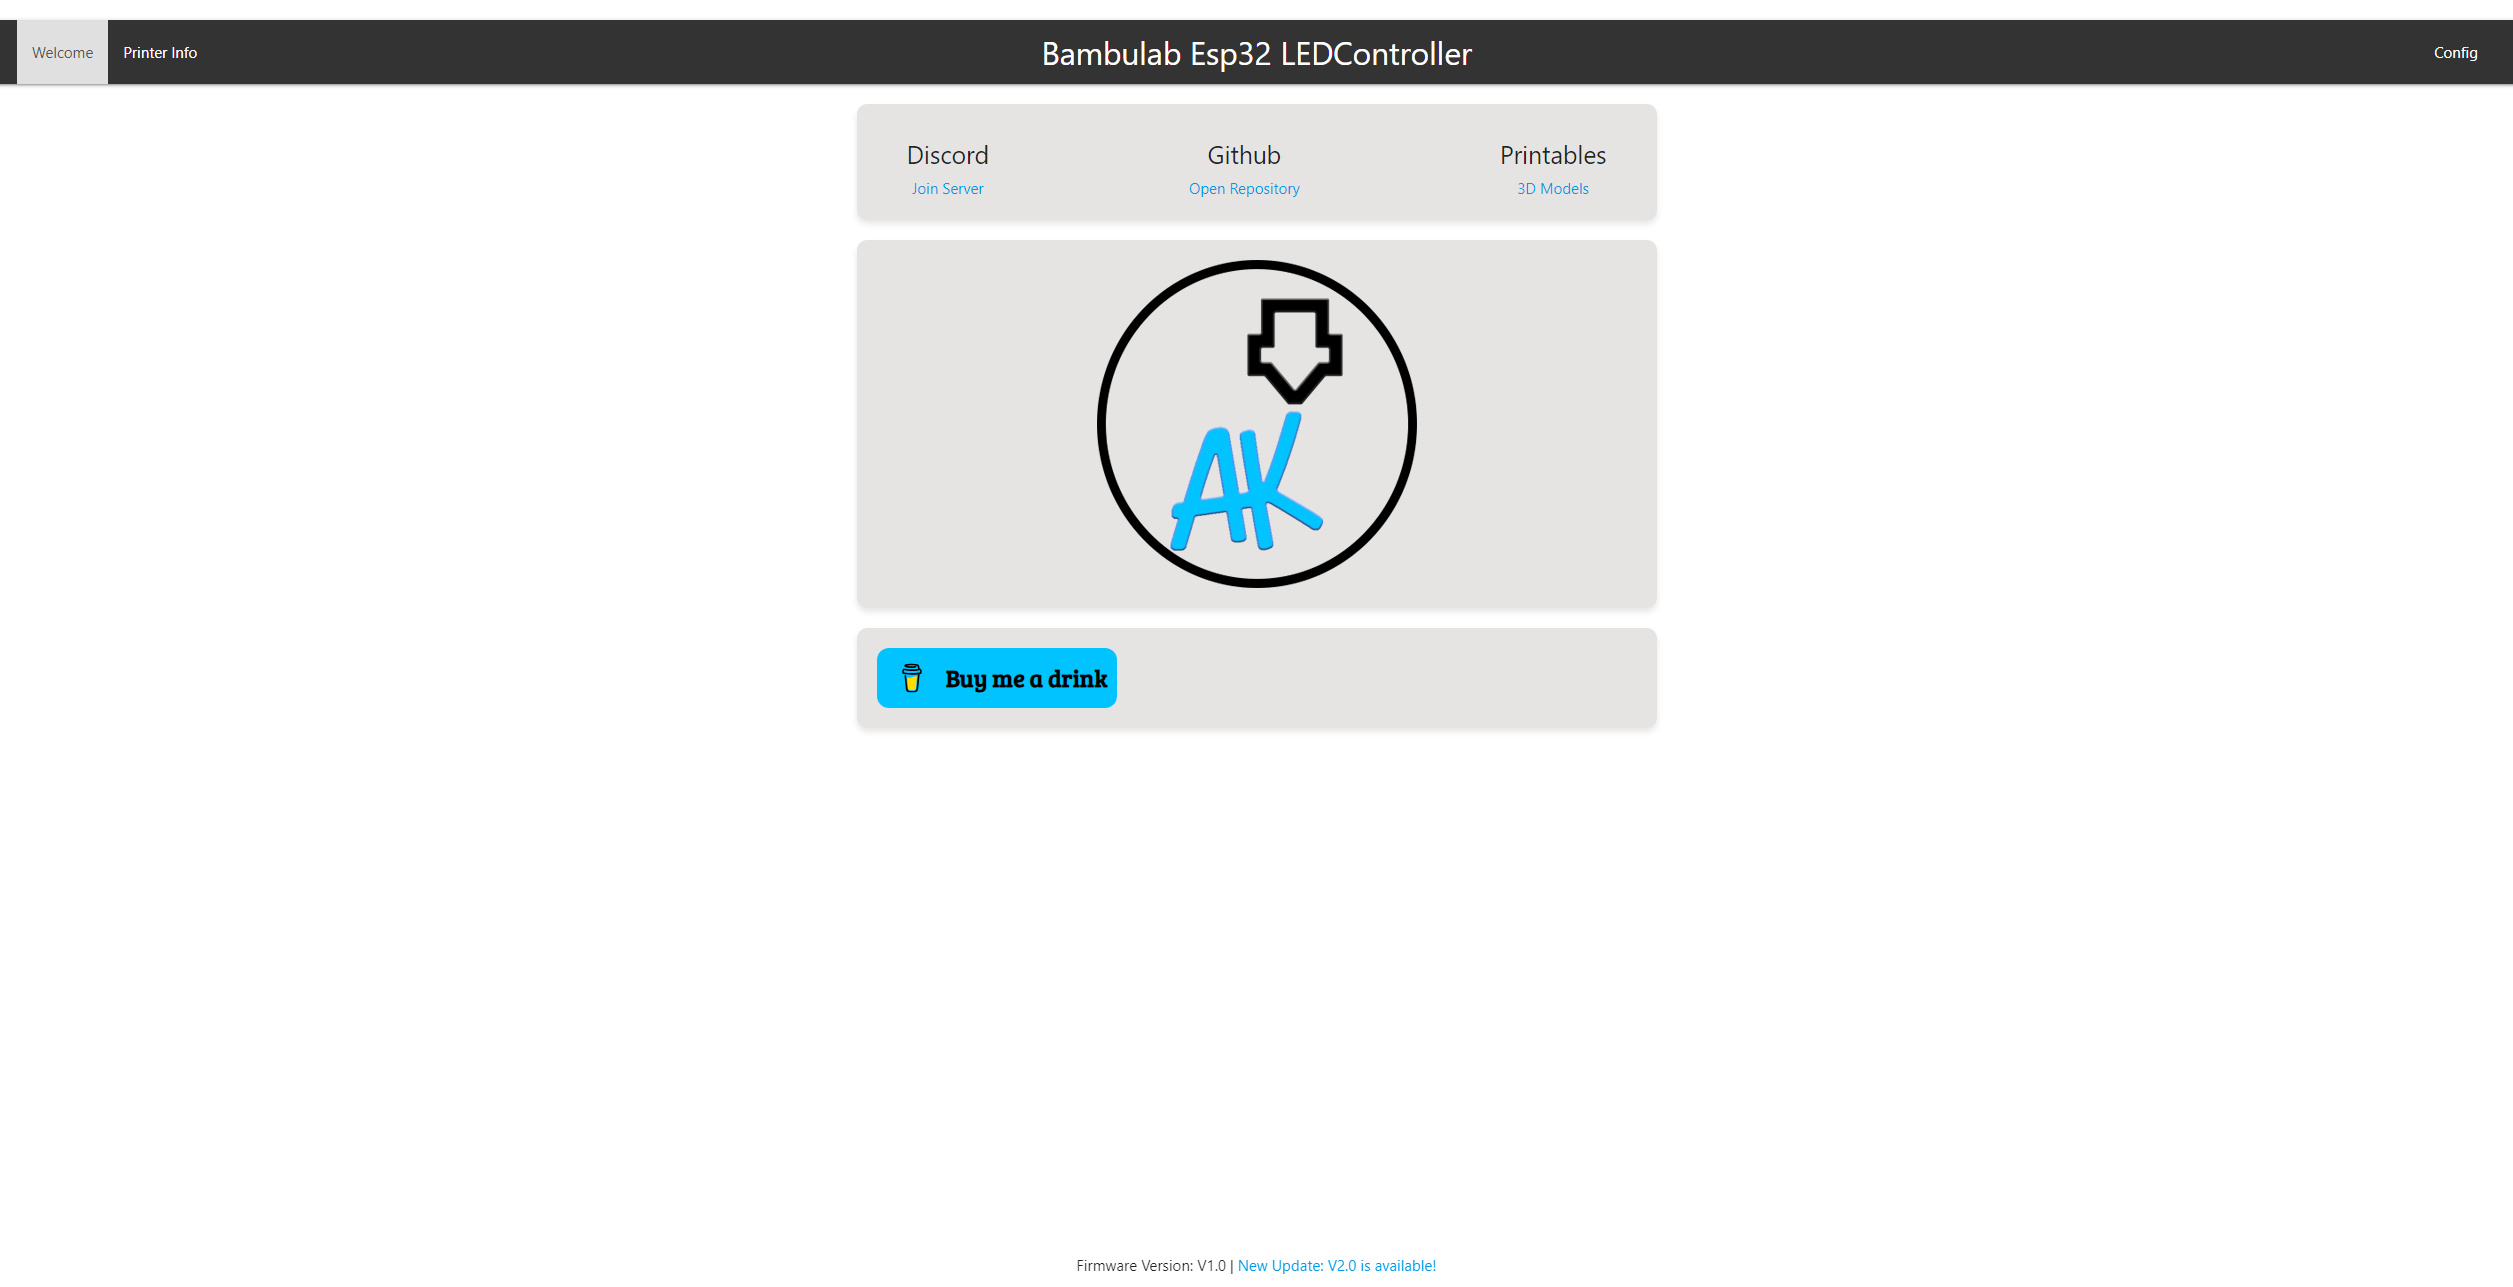 Welcome
Printer Info
Bambulab Esp32 LEDController
Config
Discord
Github
Printables
Join Server
Open Repository
3D Models
AK
Buy me a drink
Firmware Version: V1.0 | New Update: V2.0 is available!